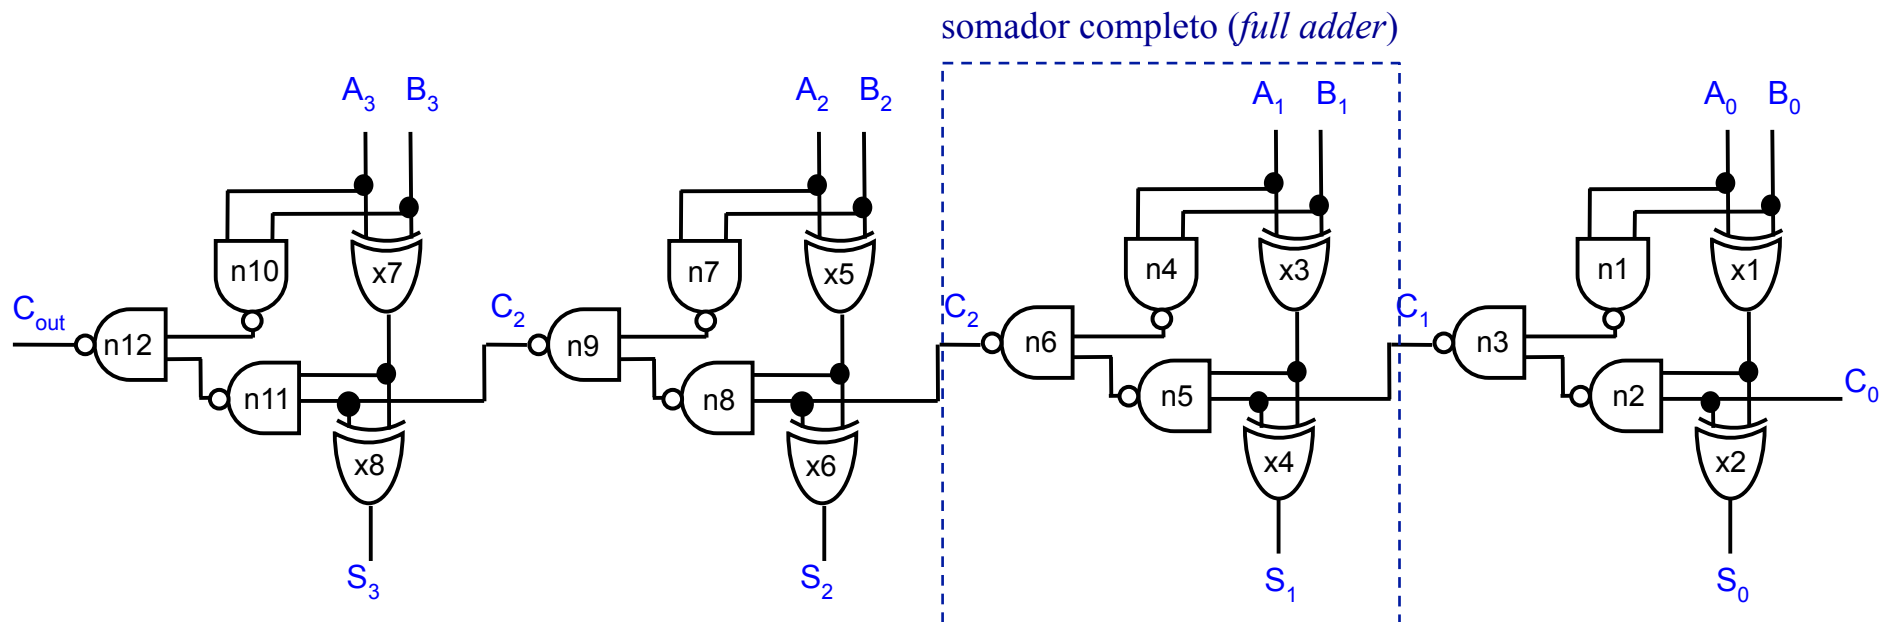 somador completo (full adder)
A3 B3 A2 B2 A1 B1 A0 B0
n10 x7 n7 x5 n4 x3 n1 x1
Cout n12 C2 n9 C2 n6 C1 n3
n11 n8 n5 n2 C0
x8 x6 x4 x2
S3 S2 S1 S0